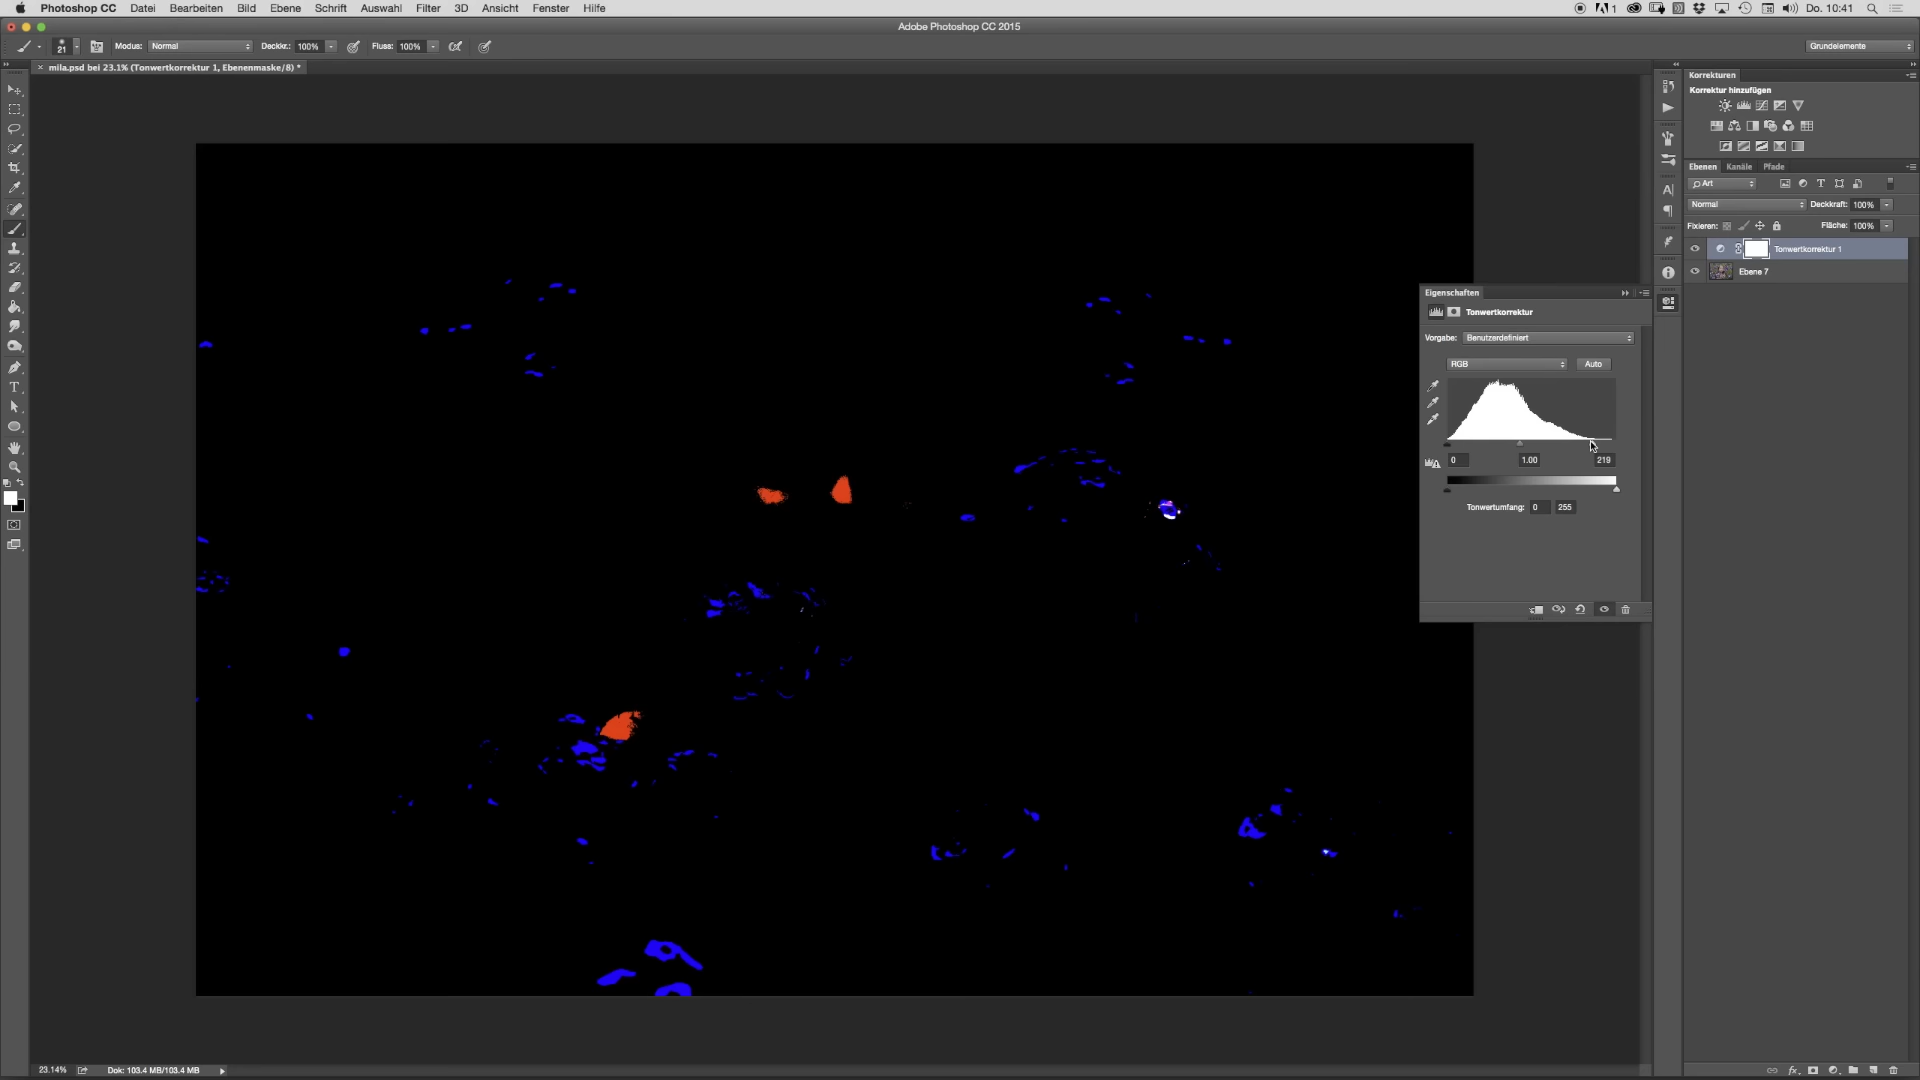 Photoshop CC Datei Bearbeiten Bild Ebene Schrift Auswahl Filter 3D Ansicht Fenster Hilfe
1 Do. 10:41
Adobe Photoshop CC 2015
21 Modus: Normal Deckkr.: 100% Fluss: 100% Grundelemente
× mila.psd bei 23.1% (Tonwertkorrektur 1, Ebenenmaske/8) *
Korrekturen
Korrektur hinzufügen
Ebenen Kanäle Pfade
Art
Normal Deckkraft: 100%
Fixieren: Fläche: 100%
Tonwertkorrektur 1
Ebene 7
Eigenschaften
Tonwertkorrektur
Vorgabe: Benutzerdefiniert
RGB Auto
0 1.00 219
Tonwertumfang: 0 255
23.14% Dok: 103.4 MB/103.4 MB